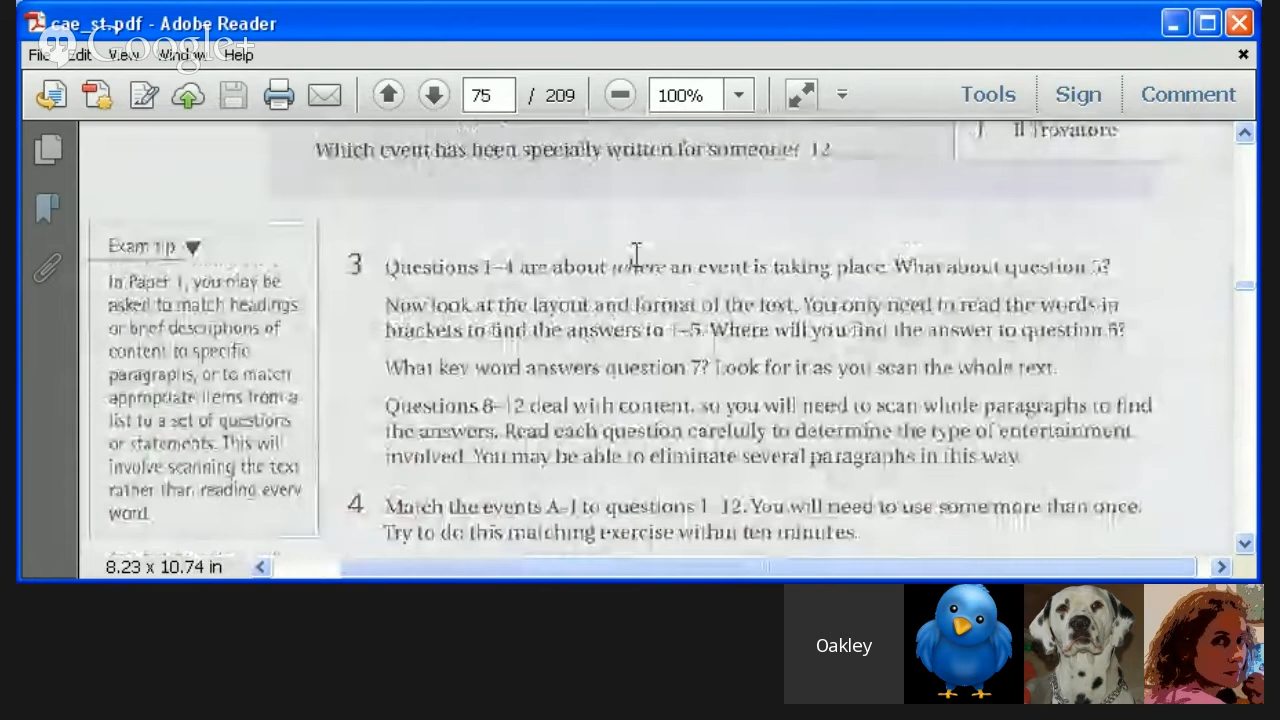 cae_st.pdf - Adobe Reader
Google+
File Edit View Window Help
75 / 209 100% Tools Sign Comment
J Il Trovatore
Which event has been specially written for someone? 12
Exam tip
In Paper 1, you may be
asked to match headings
or brief descriptions of
content to specific
paragraphs, or to match
appropriate items from a
list to a set of questions
or statements. This will
involve scanning the text
rather than reading every
word.
3 Questions 1–4 are about where an event is taking place. What about question 5?
Now look at the layout and format of the text. You only need to read the words in
brackets to find the answers to 1–5. Where will you find the answer to question 6?
What key word answers question 7? Look for it as you scan the whole text.
Questions 8–12 deal with content, so you will need to scan whole paragraphs to find
the answers. Read each question carefully to determine the type of entertainment
involved. You may be able to eliminate several paragraphs in this way.
4 Match the events A–J to questions 1–12. You will need to use some more than once.
Try to do this matching exercise within ten minutes.
8.23 x 10.74 in
Oakley